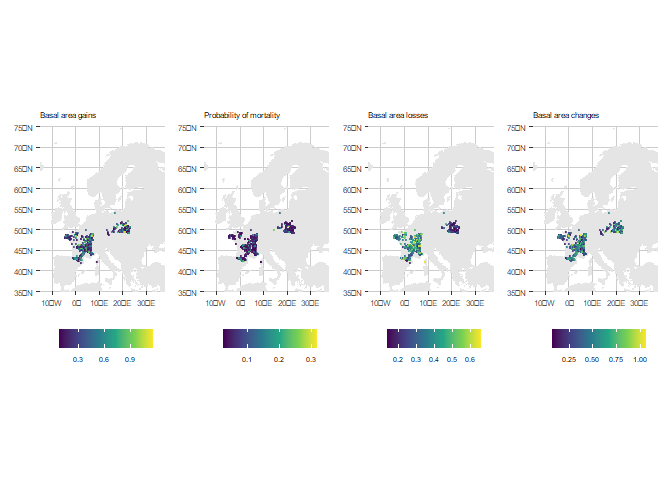 Basal area gains
Probability of mortality
Basal area losses
Basal area changes
75□N
70□N
65□N
60□N
55□N
50□N
45□N
40□N
35□N
10□W 0□ 10□E 20□E 30□E
75□N
70□N
65□N
60□N
55□N
50□N
45□N
40□N
35□N
10□W 0□ 10□E 20□E 30□E
75□N
70□N
65□N
60□N
55□N
50□N
45□N
40□N
35□N
10□W 0□ 10□E 20□E 30□E
75□N
70□N
65□N
60□N
55□N
50□N
45□N
40□N
35□N
10□W 0□ 10□E 20□E 30□E
0.3 0.6 0.9
0.1 0.2 0.3
0.2 0.3 0.4 0.5 0.6
0.25 0.50 0.75 1.00